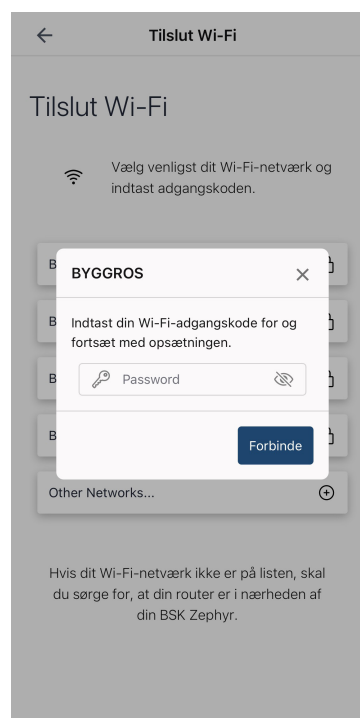 Tilslut Wi-Fi
Tilslut Wi-Fi
Vælg venligst dit Wi-Fi-netværk og
indtast adgangskoden.
B
BYGGROS
B
Indtast din Wi-Fi-adgangskode for og
fortsæt med opsætningen.
B
Password
B
Forbinde
Other Networks...
Hvis dit Wi-Fi-netværk ikke er på listen, skal
du sørge for, at din router er i nærheden af
din BSK Zephyr.